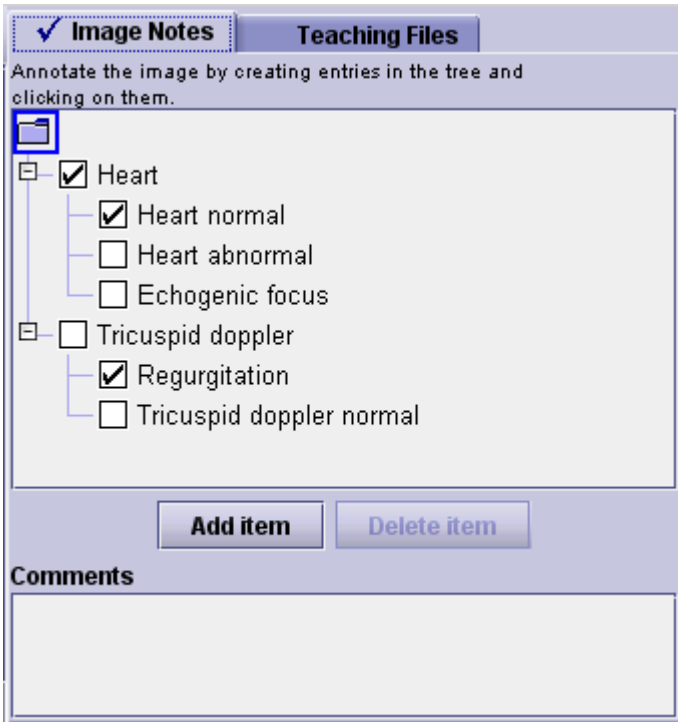 Image Notes
Teaching Files
Annotate the image by creating entries in the tree and
clicking on them.
Heart
Heart normal
Heart abnormal
Echogenic focus
Tricuspid doppler
Regurgitation
Tricuspid doppler normal
Add item
Delete item
Comments